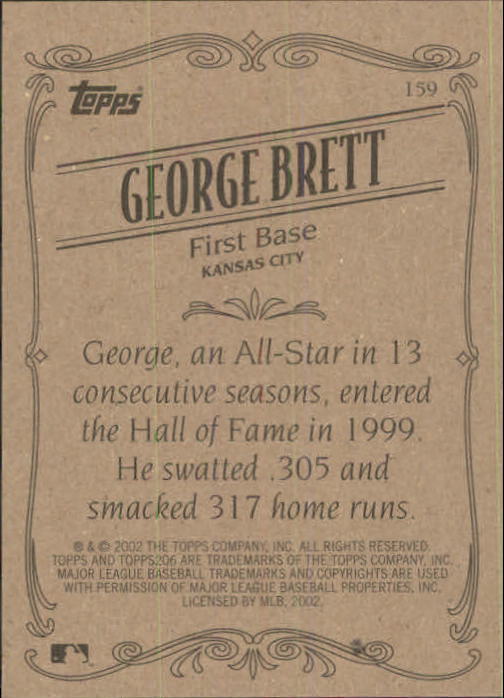 Topps
159
GEORGE BRETT
First Base
KANSAS CITY
George, an All-Star in 13
consecutive seasons, entered
the Hall of Fame in 1999.
He swatted .305 and
smacked 317 home runs.
® & © 2002 THE TOPPS COMPANY, INC. ALL RIGHTS RESERVED.
TOPPS AND TOPPS206 ARE TRADEMARKS OF THE TOPPS COMPANY, INC.
MAJOR LEAGUE BASEBALL TRADEMARKS AND COPYRIGHTS ARE USED
WITH PERMISSION OF MAJOR LEAGUE BASEBALL PROPERTIES, INC.
LICENSED BY MLB, 2002.